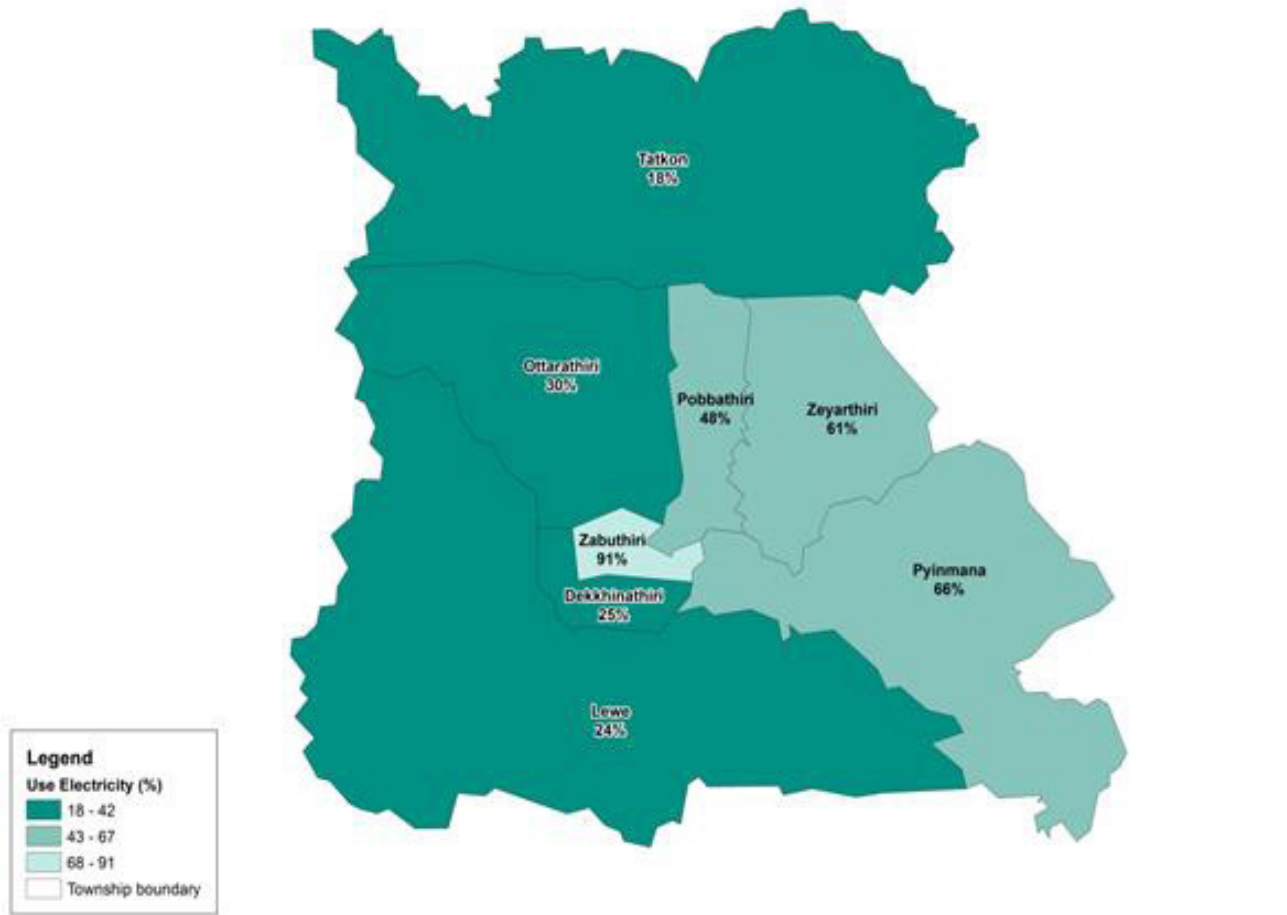 Tatkon
18%
Ottarathiri
30%
Pobbathiri
48%
Zeyarthiri
61%
Zabuthiri
91%
Pyinmana
66%
Dekkhinathiri
25%
Lewe
24%
Legend
Use Electricity (%)
18 - 42
43 - 67
68 - 91
Township boundary